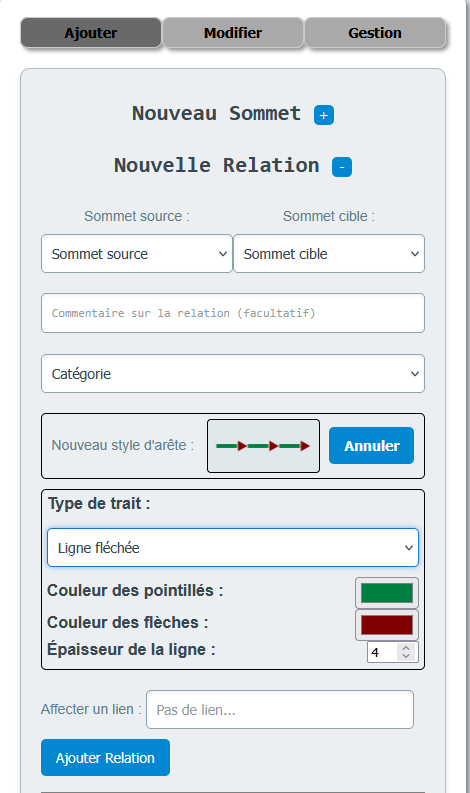 Ajouter Modifier Gestion
Nouveau Sommet +
Nouvelle Relation -
Sommet source : Sommet cible :
Sommet source Sommet cible
Commentaire sur la relation (facultatif)
Catégorie
Nouveau style d'arête : Annuler
Type de trait :
Ligne fléchée
Couleur des pointillés :
Couleur des flèches :
Épaisseur de la ligne : 4
Affecter un lien : Pas de lien...
Ajouter Relation